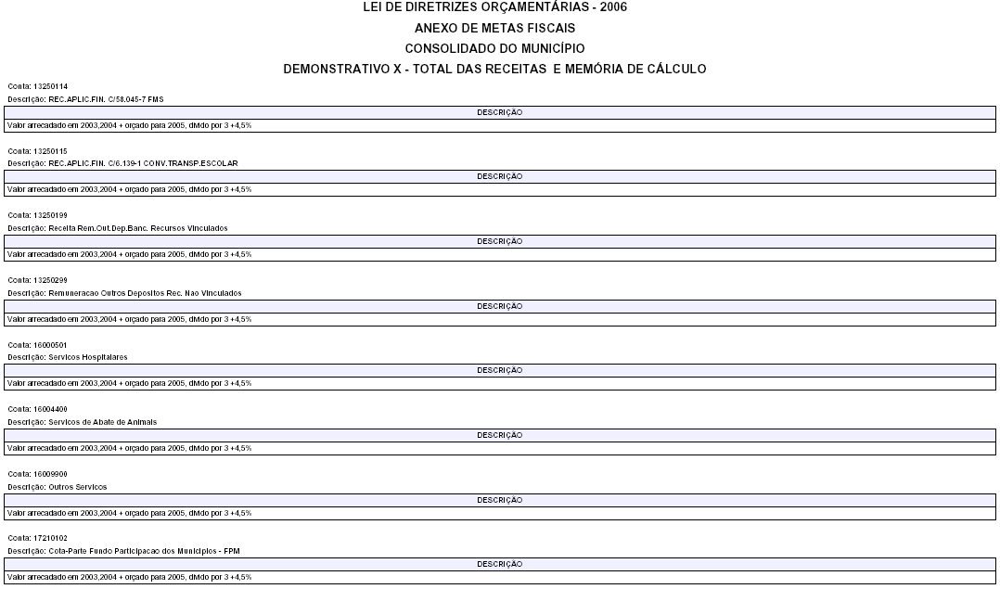 LEI DE DIRETRIZES ORÇAMENTÁRIAS - 2006
ANEXO DE METAS FISCAIS
CONSOLIDADO DO MUNICÍPIO
DEMONSTRATIVO X - TOTAL DAS RECEITAS E MEMÓRIA DE CÁLCULO
Conta: 13250114
Descrição: REC.APLIC.FIN. C/58.045-7 FMS
DESCRIÇÃO
Valor arrecadado em 2003,2004 + orçado para 2005, divido por 3 +4,5%
Conta: 13250115
Descrição: REC.APLIC.FIN. C/6.139-1 CONV.TRANSP.ESCOLAR
DESCRIÇÃO
Valor arrecadado em 2003,2004 + orçado para 2005, divido por 3 +4,5%
Conta: 13250199
Descrição: Receita Rem.Out.Dep.Banc. Recursos Vinculados
DESCRIÇÃO
Valor arrecadado em 2003,2004 + orçado para 2005, divido por 3 +4,5%
Conta: 13250299
Descrição: Remuneracao Outros Depositos Rec. Nao Vinculados
DESCRIÇÃO
Valor arrecadado em 2003,2004 + orçado para 2005, divido por 3 +4,5%
Conta: 16000501
Descrição: Servicos Hospitalares
DESCRIÇÃO
Valor arrecadado em 2003,2004 + orçado para 2005, divido por 3 +4,5%
Conta: 16004400
Descrição: Servicos de Abate de Animais
DESCRIÇÃO
Valor arrecadado em 2003,2004 + orçado para 2005, divido por 3 +4,5%
Conta: 16009900
Descrição: Outros Servicos
DESCRIÇÃO
Valor arrecadado em 2003,2004 + orçado para 2005, divido por 3 +4,5%
Conta: 17210102
Descrição: Cota-Parte Fundo Participacao dos Municipios - FPM
DESCRIÇÃO
Valor arrecadado em 2003,2004 + orçado para 2005, divido por 3 +4,5%